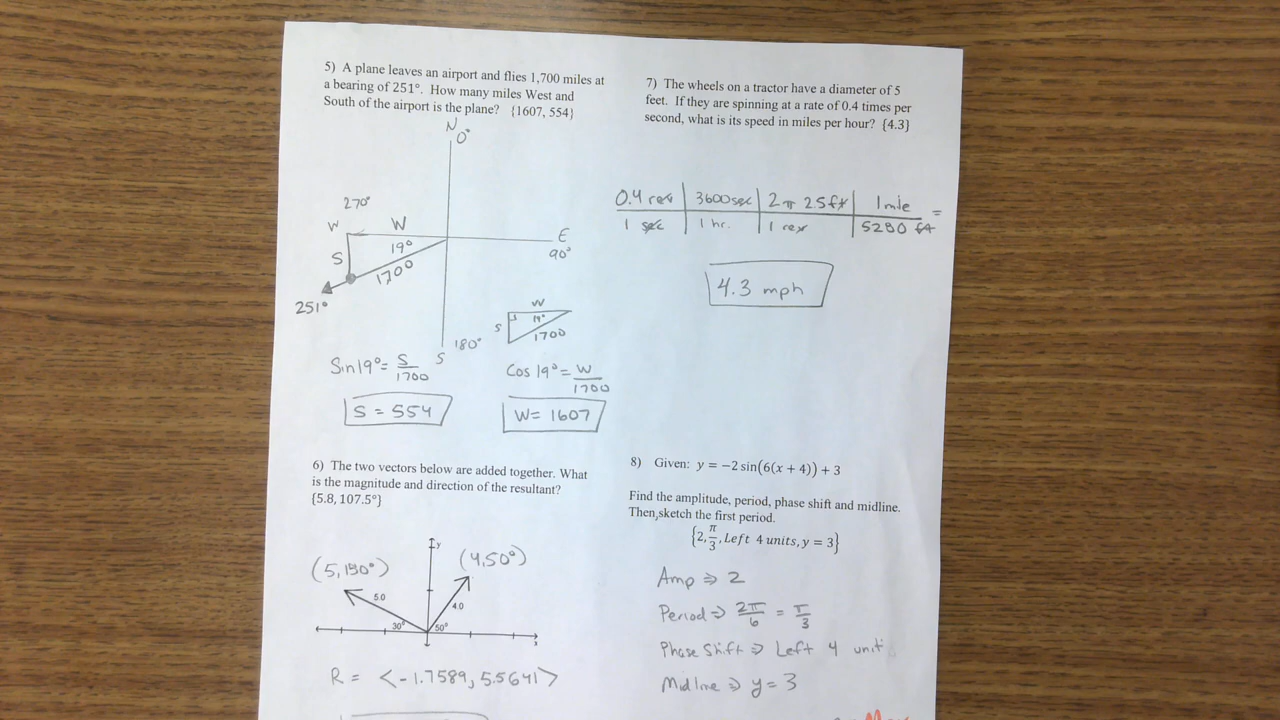 5) A plane leaves an airport and flies 1,700 miles at
a bearing of 251°. How many miles West and
South of the airport is the plane? {1607, 554}
N
0°
270°
W
W
E
90°
19°
S
1700
251°
S
180°
W
S
19°
1700
Sin 19° = S/1700
Cos 19° = W/1700
S = 554
W = 1607
6) The two vectors below are added together. What
is the magnitude and direction of the resultant?
{5.8, 107.5°}
y
(5,150°)
(4,50°)
5.0
4.0
30°
50°
R = <-1.7589, 5.5641>
7) The wheels on a tractor have a diameter of 5
feet. If they are spinning at a rate of 0.4 times per
second, what is its speed in miles per hour? {4.3}
0.4 rev | 3600 sec | 2π 2.5ft | 1 mile =
1 sec | 1 hr. | 1 rev | 5280 ft
4.3 mph
8) Given: y = −2 sin(6(x + 4)) + 3
Find the amplitude, period, phase shift and midline.
Then, sketch the first period.
{2, π/3, Left 4 units, y = 3}
Amp ⇒ 2
Period ⇒ 2π/6 = π/3
Phase Shift ⇒ Left 4 unit
Midline ⇒ y = 3